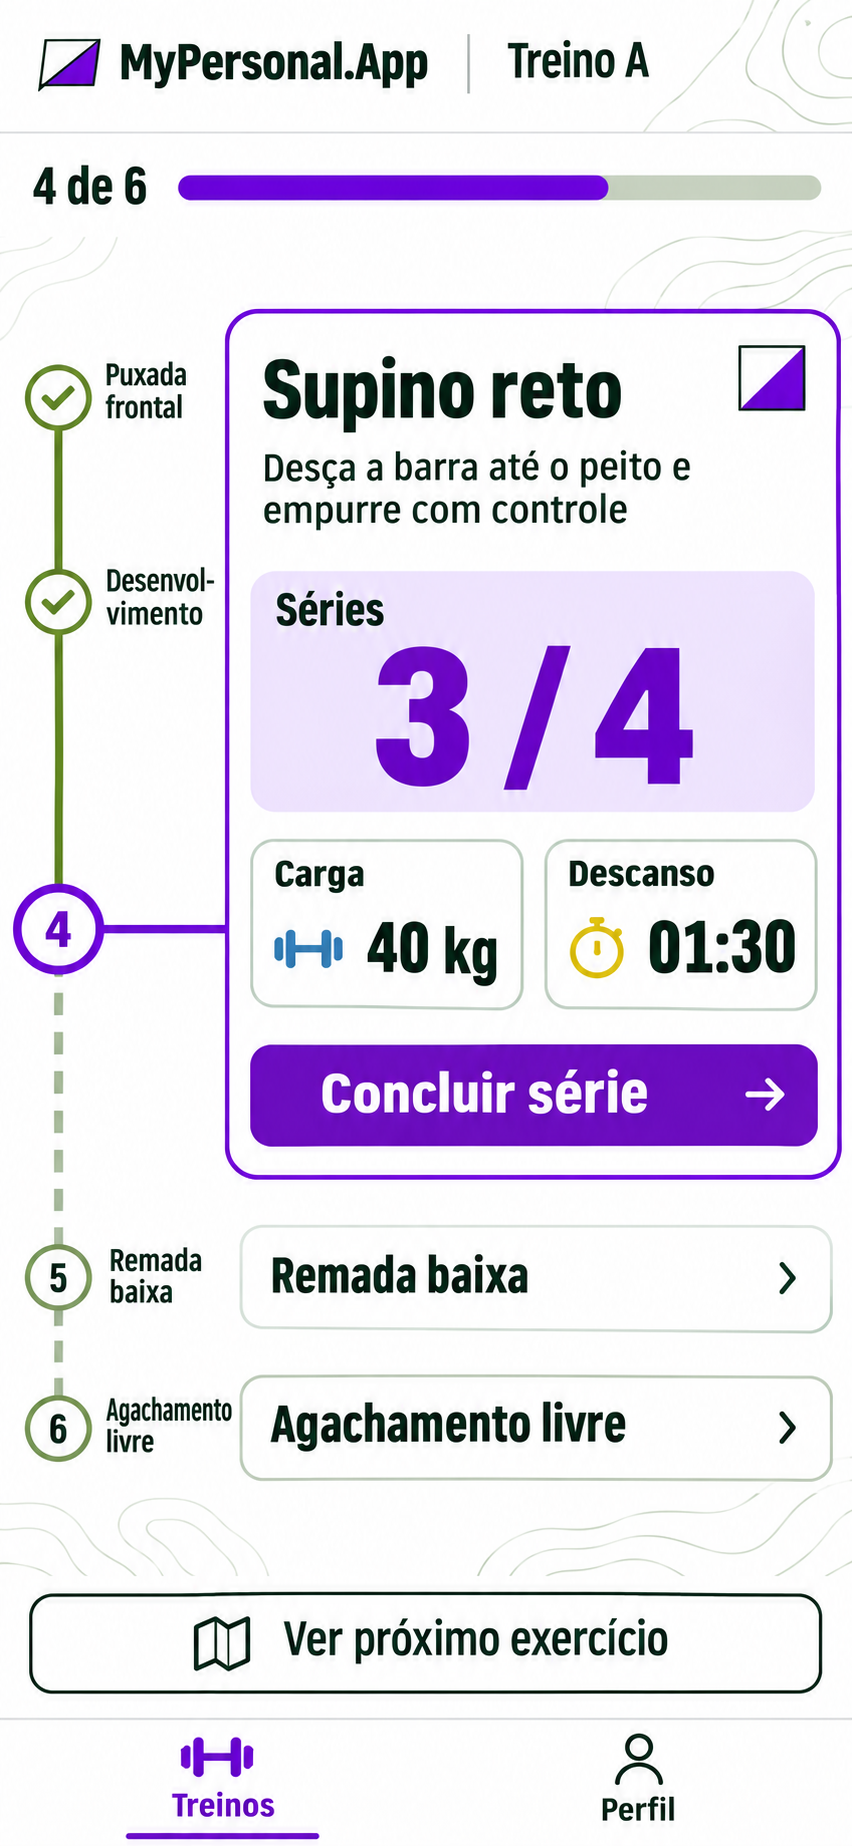 MyPersonal.App
Treino A
4 de 6
Puxada
frontal
Desenvol-
vimento
4
Supino reto
Desça a barra até o peito e
empurre com controle
Séries
3 / 4
Carga
40 kg
Descanso
01:30
Concluir série
5
Remada
baixa
Remada baixa
6
Agachamento
livre
Agachamento livre
Ver próximo exercício
Treinos
Perfil